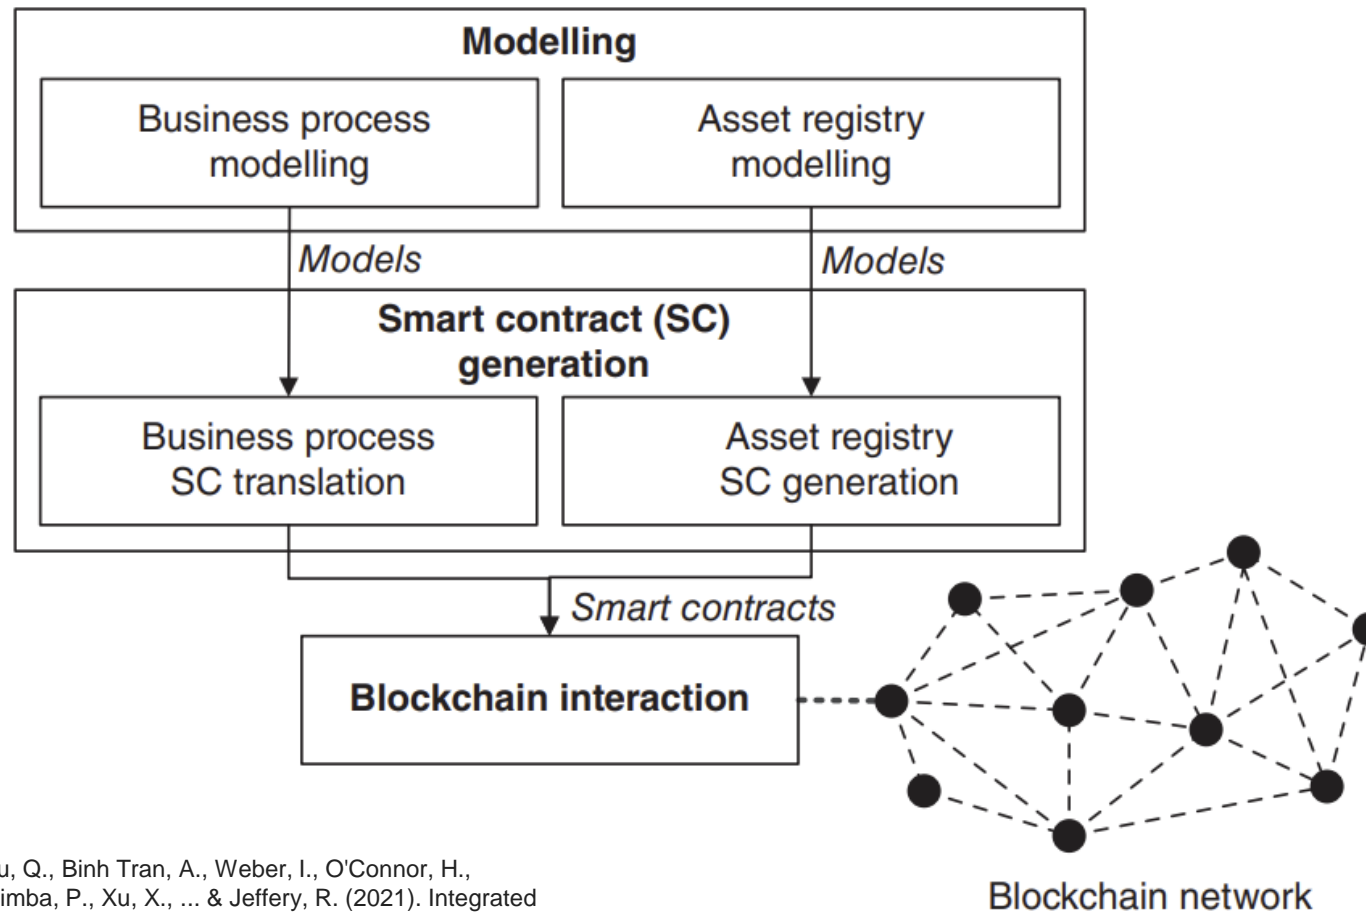 Modelling
Business process
modelling
Asset registry
modelling
Models
Models
Smart contract (SC)
generation
Business process
SC translation
Asset registry
SC generation
Smart contracts
Blockchain interaction
Blockchain network
u, Q., Binh Tran, A., Weber, I., O'Connor, H.,
imba, P., Xu, X., ... & Jeffery, R. (2021). Integrated